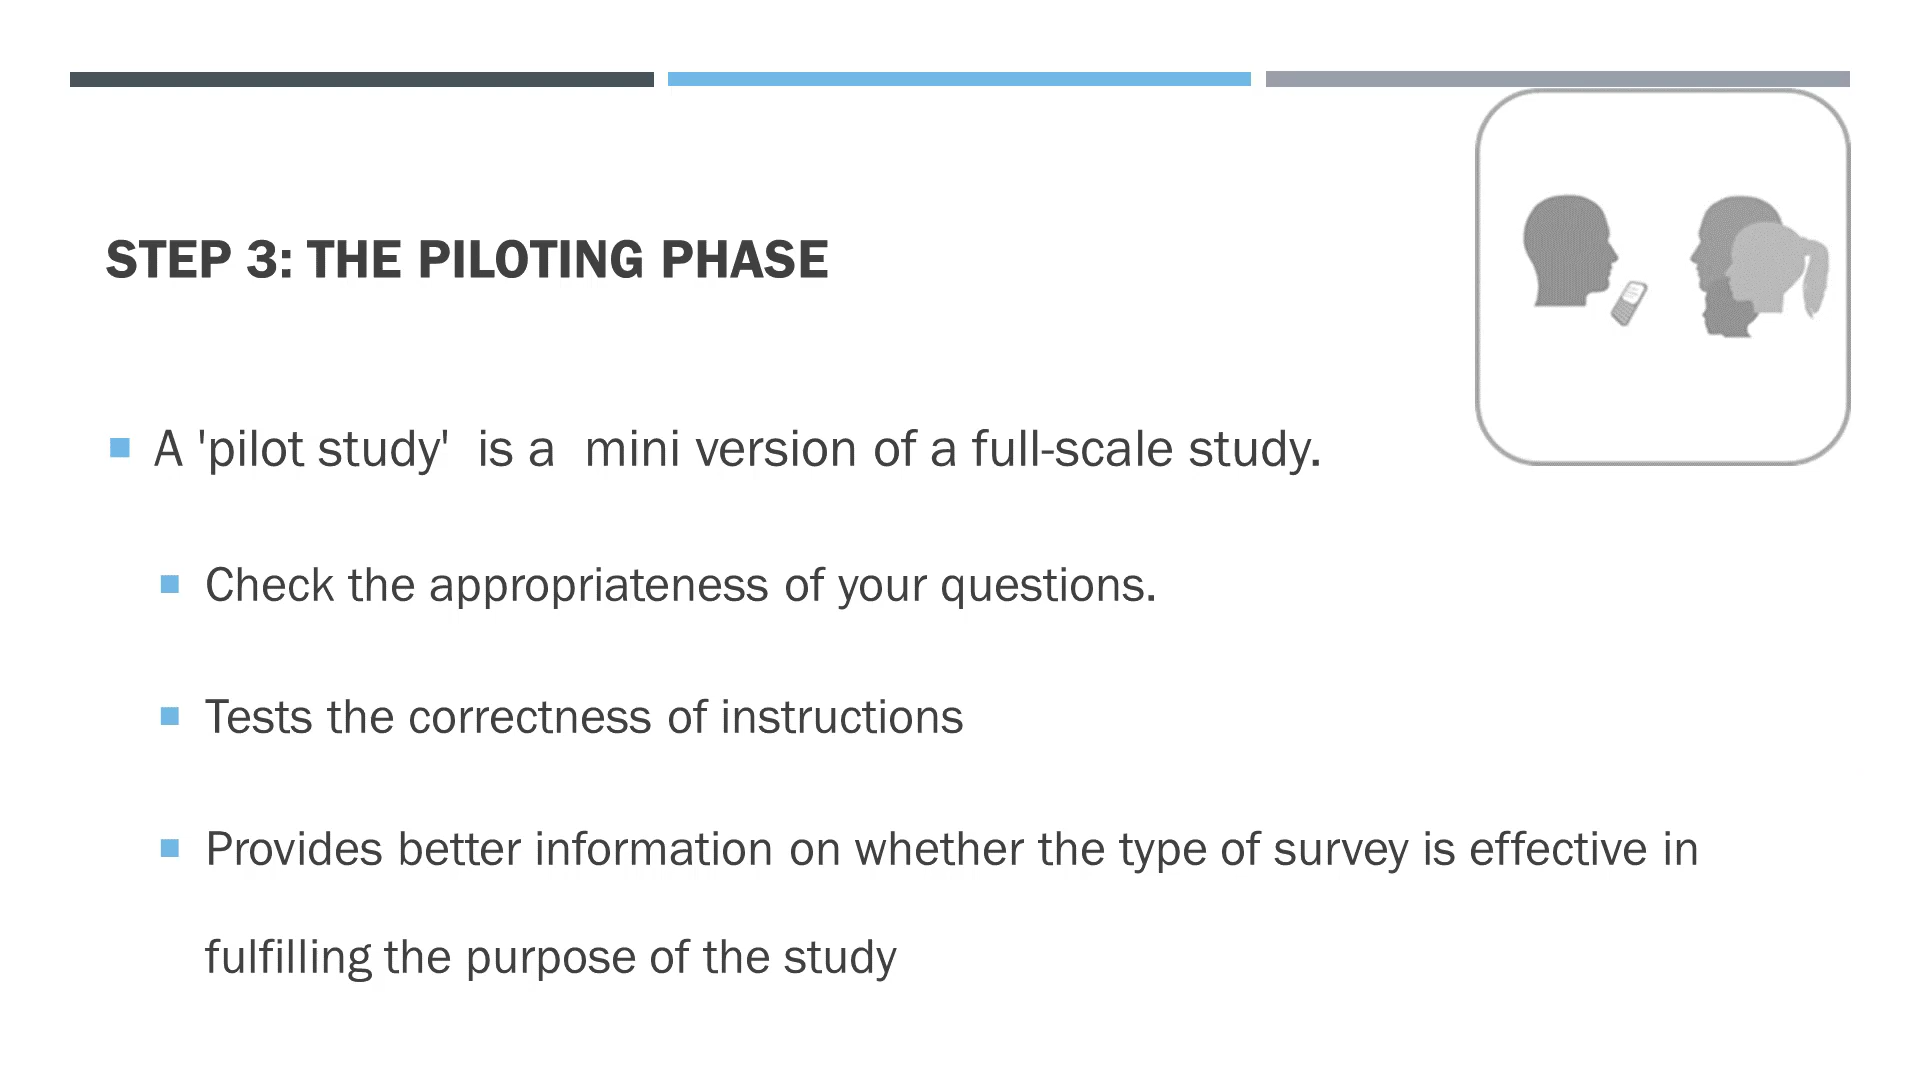 STEP 3: THE PILOTING PHASE
A 'pilot study'  is a  mini version of a full-scale study.
Check the appropriateness of your questions.
Tests the correctness of instructions
Provides better information on whether the type of survey is effective in
fulfilling the purpose of the study